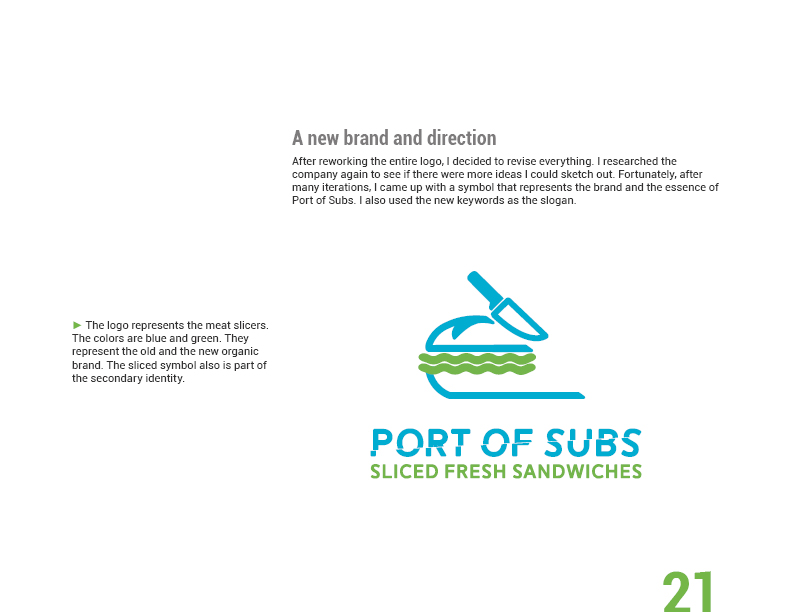 A new brand and direction
After reworking the entire logo, I decided to revise everything. I researched the
company again to see if there were more ideas I could sketch out. Fortunately, after
many iterations, I came up with a symbol that represents the brand and the essence of
Port of Subs. I also used the new keywords as the slogan.
► The logo represents the meat slicers.
The colors are blue and green. They
represent the old and the new organic
brand. The sliced symbol also is part of
the secondary identity.
PORT OF SUBS
SLICED FRESH SANDWICHES
21